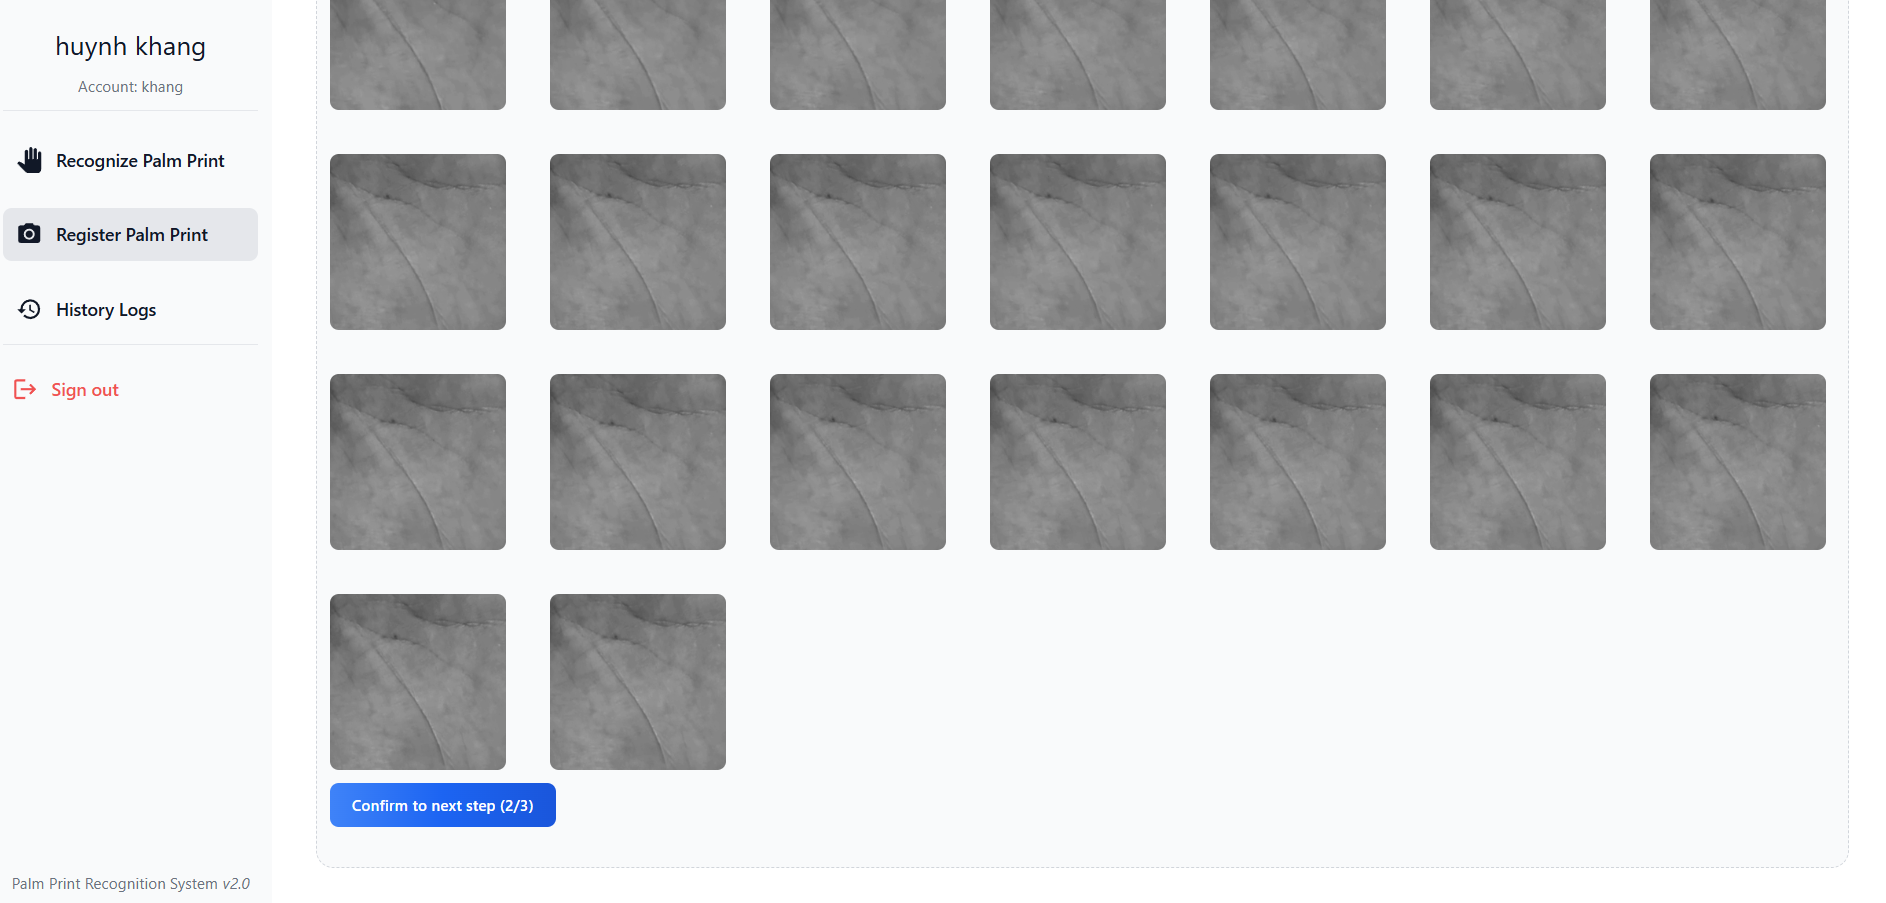 huynh khang
Account: khang
Recognize Palm Print
Register Palm Print
History Logs
Sign out
Confirm to next step (2/3)
Palm Print Recognition System v2.0